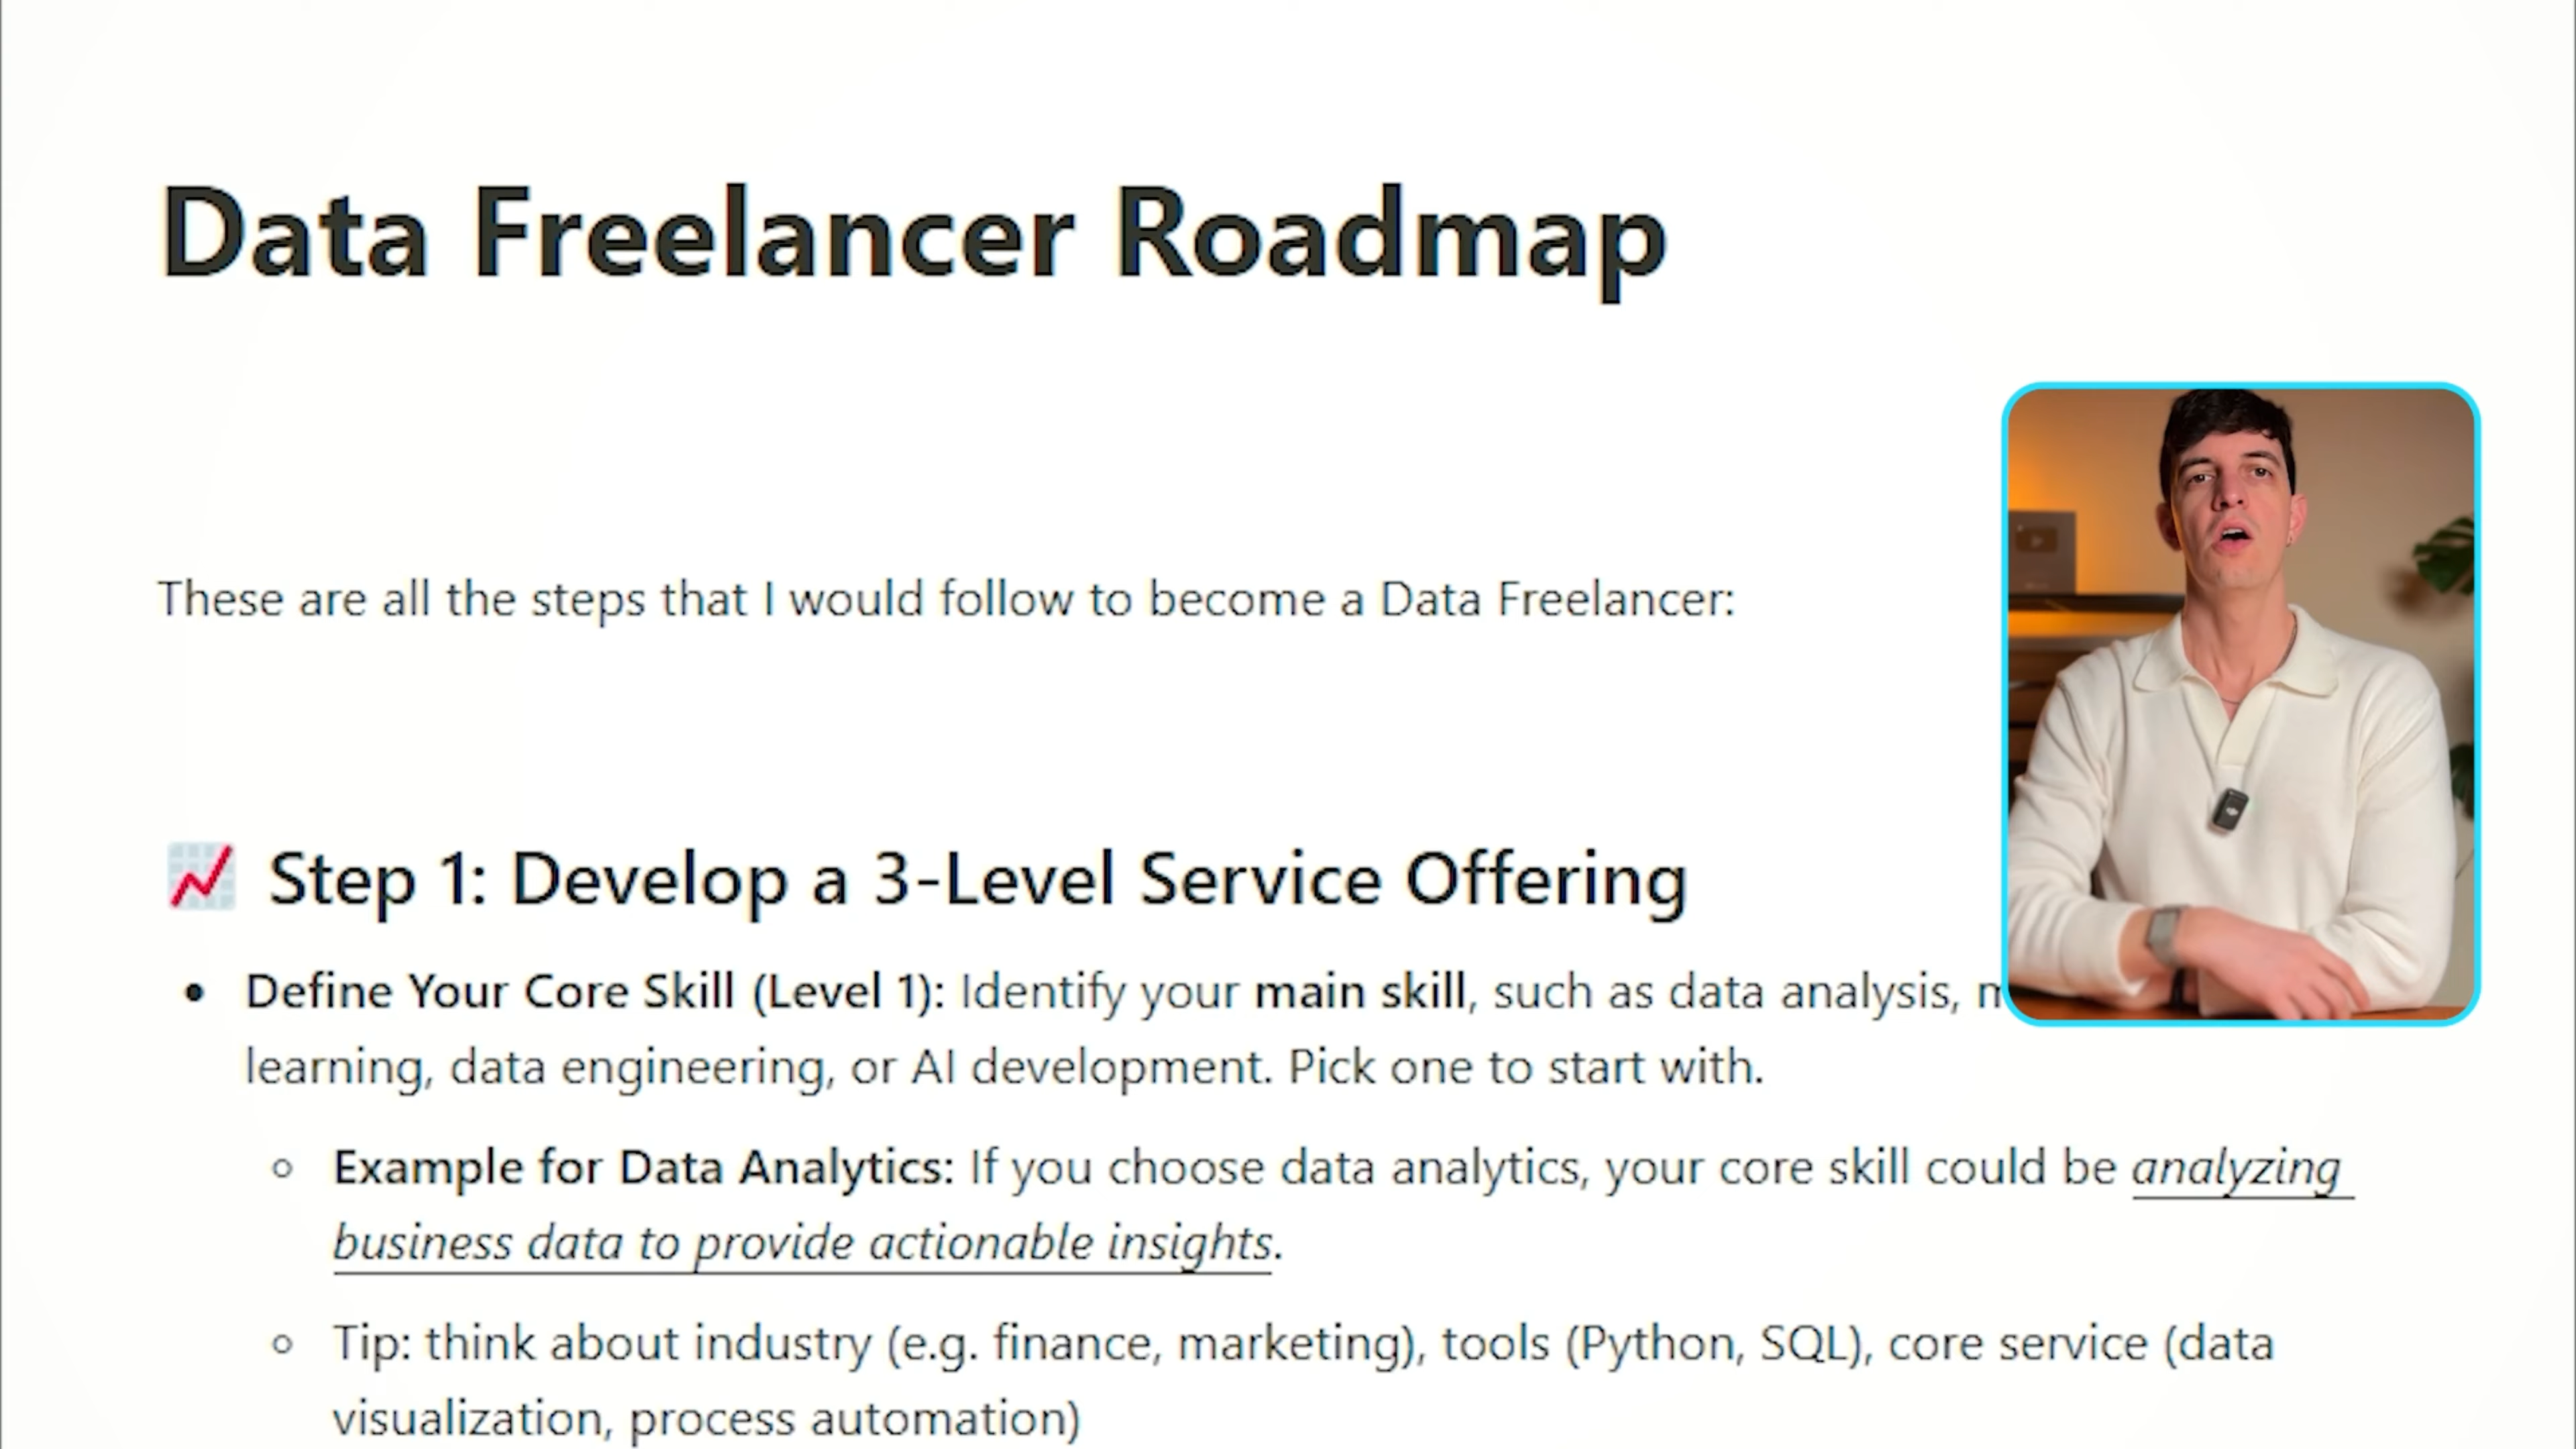 Data Freelancer Roadmap
These are all the steps that I would follow to become a Data Freelancer:
Step 1: Develop a 3-Level Service Offering
Define Your Core Skill (Level 1): Identify your main skill, such as data analysis,
learning, data engineering, or AI development. Pick one to start with.
Example for Data Analytics: If you choose data analytics, your core skill could be analyzing
business data to provide actionable insights.
Tip: think about industry (e.g. finance, marketing), tools (Python, SQL), core service (data
visualization, process automation)